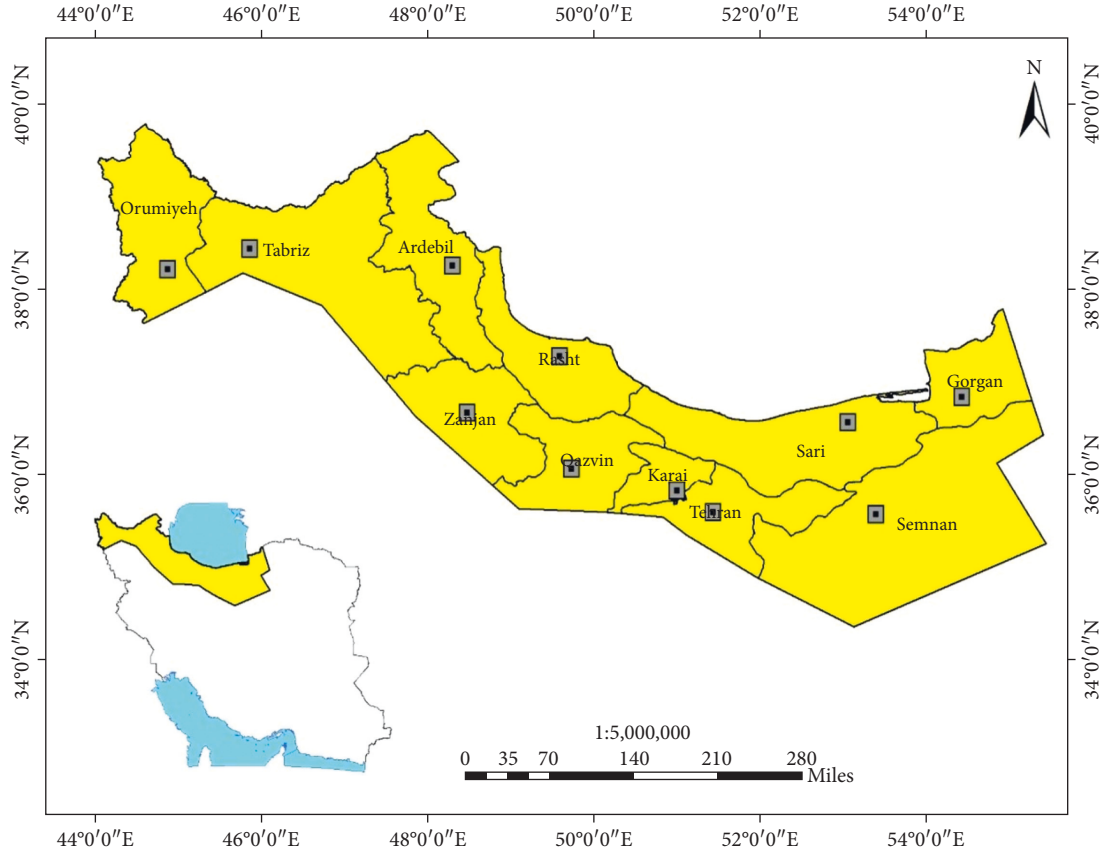 44°0′0″E 46°0′0″E 48°0′0″E 50°0′0″E 52°0′0″E 54°0′0″E
N
40°0′0″N 40°0′0″N
Orumiyeh
Tabriz
Ardebil
38°0′0″N 38°0′0″N
Rasht
Gorgan
Zanjan
Sari
Qazvin
Karaj
36°0′0″N 36°0′0″N
Tehran
Semnan
34°0′0″N 34°0′0″N
1:5,000,000
0 35 70 140 210 280
Miles
44°0′0″E 46°0′0″E 48°0′0″E 50°0′0″E 52°0′0″E 54°0′0″E